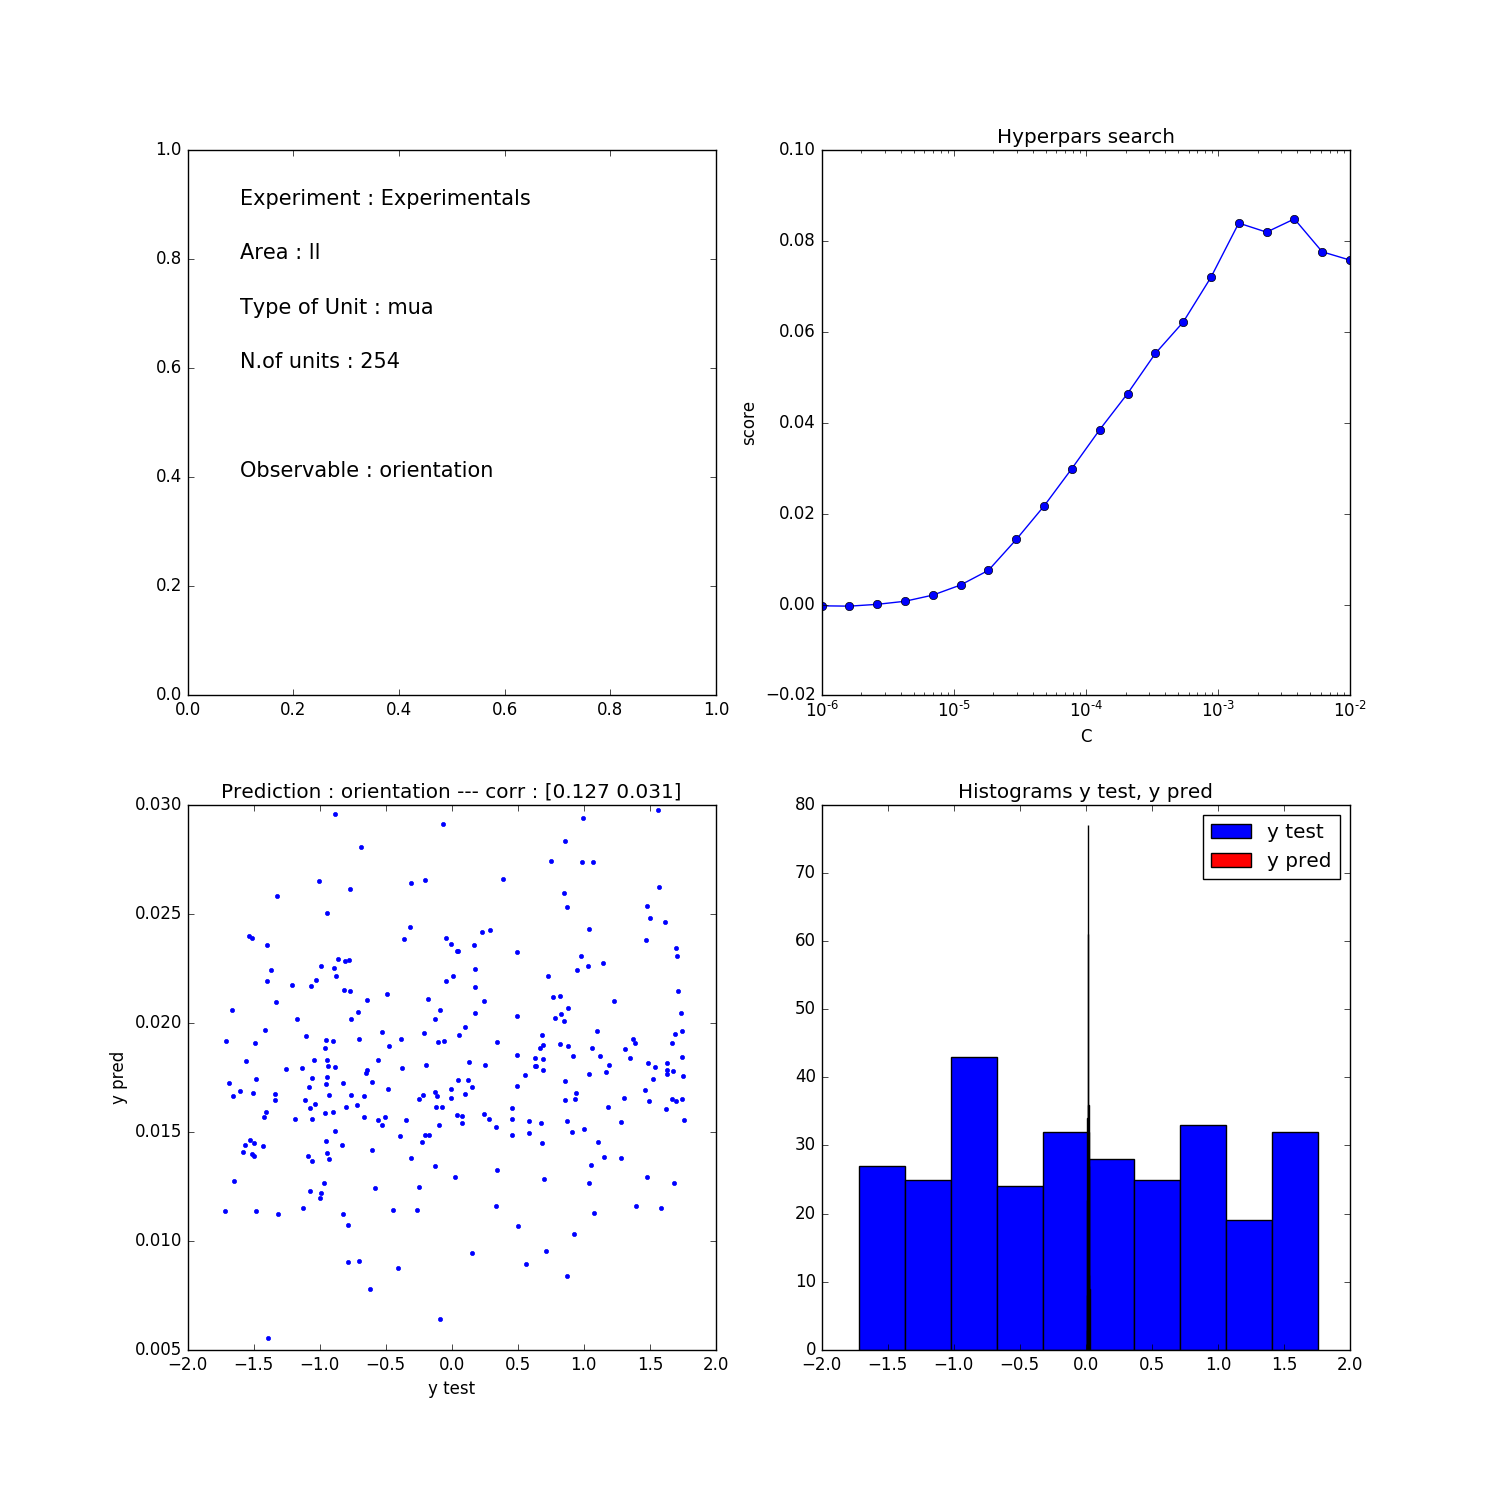 Experiment : Experimentals
Area : ll
Type of Unit : mua
N.of units : 254
Observable : orientation
1.0
0.8
0.6
0.4
0.2
0.0
0.0 0.2 0.4 0.6 0.8 1.0
Hyperpars search
0.10
0.08
0.06
0.04
0.02
0.00
−0.02
score
10^-6 10^-5 10^-4 10^-3 10^-2
C
Prediction : orientation --- corr : [0.127 0.031]
0.030
0.025
0.020
0.015
0.010
0.005
y pred
−2.0 −1.5 −1.0 −0.5 0.0 0.5 1.0 1.5 2.0
y test
Histograms y test, y pred
y test
y pred
80
70
60
50
40
30
20
10
0
−2.0 −1.5 −1.0 −0.5 0.0 0.5 1.0 1.5 2.0